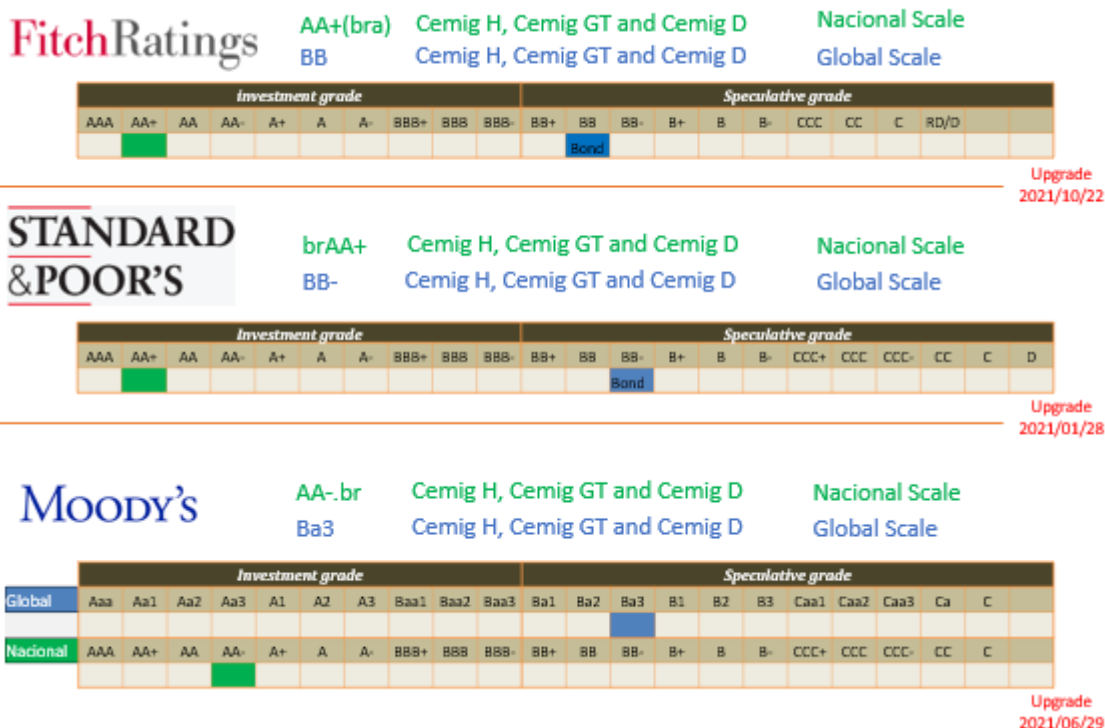 FitchRatings
AA+(bra) Cemig H, Cemig GT and Cemig D Nacional Scale
BB Cemig H, Cemig GT and Cemig D Global Scale
investment grade Speculative grade
AAA AA+ AA AA- A+ A A- BBB+ BBB BBB- BB+ BB BB- B+ B B- CCC CC C RD/D
Bond
Upgrade
2021/10/22
STANDARD
&POOR'S
brAA+ Cemig H, Cemig GT and Cemig D Nacional Scale
BB- Cemig H, Cemig GT and Cemig D Global Scale
Investment grade Speculative grade
AAA AA+ AA AA- A+ A A- BBB+ BBB BBB- BB+ BB BB- B+ B B- CCC+ CCC CCC- CC C D
Bond
Upgrade
2021/01/28
MOODY'S
AA-.br Cemig H, Cemig GT and Cemig D Nacional Scale
Ba3 Cemig H, Cemig GT and Cemig D Global Scale
Investment grade Speculative grade
Global Aaa Aa1 Aa2 Aa3 A1 A2 A3 Baa1 Baa2 Baa3 Ba1 Ba2 Ba3 B1 B2 B3 Caa1 Caa2 Caa3 Ca C
Nacional AAA AA+ AA AA- A+ A A- BBB+ BBB BBB- BB+ BB BB- B+ B B- CCC+ CCC CCC- CC C
Upgrade
2021/06/29